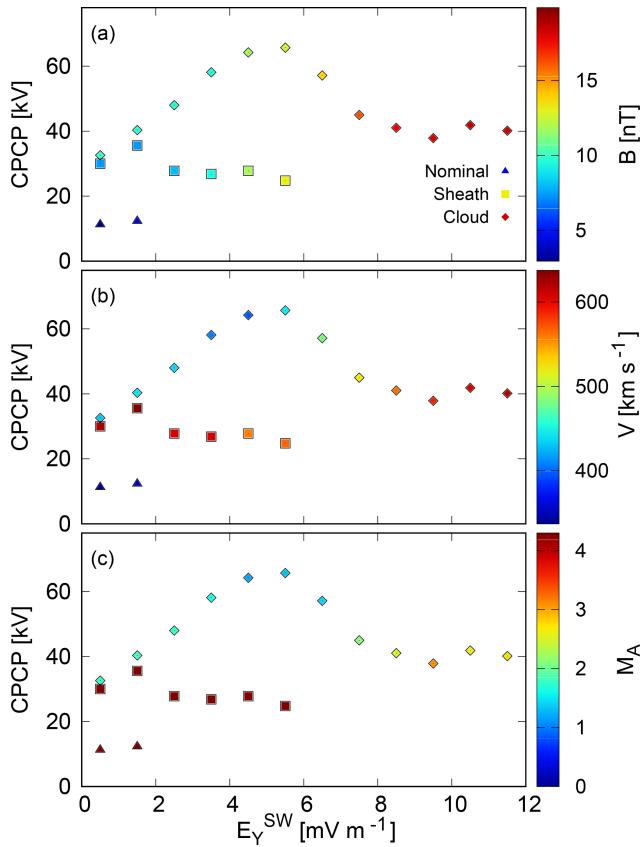 (a)
CPCP [kV]
60
40
20
0
Nominal
Sheath
Cloud
15
10
5
B [nT]
(b)
CPCP [kV]
60
40
20
0
600
500
400
V [km s⁻¹]
(c)
CPCP [kV]
60
40
20
0
4
3
2
1
0
M_A
0 2 4 6 8 10 12
E_Y^SW [mV m⁻¹]